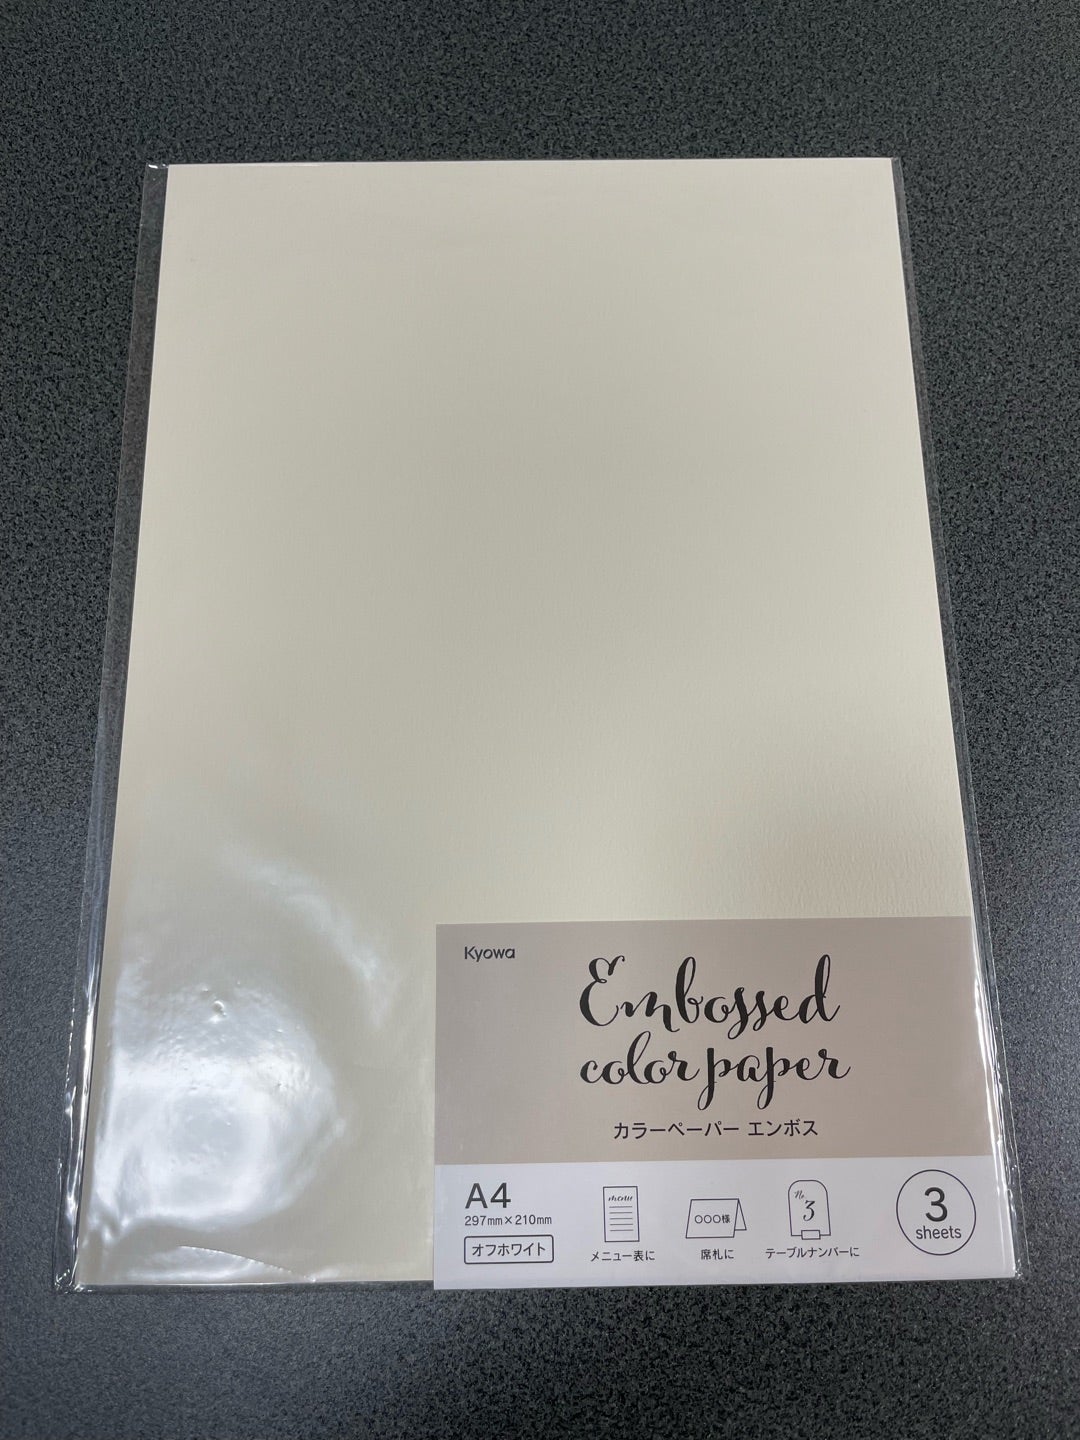 Kyowa
Embossed
color paper
カラーペーパー エンボス
A4
297mm×210mm
オフホワイト
menu
メニュー表に
○○○様
席札に
No.
3
テーブルナンバーに
3
sheets